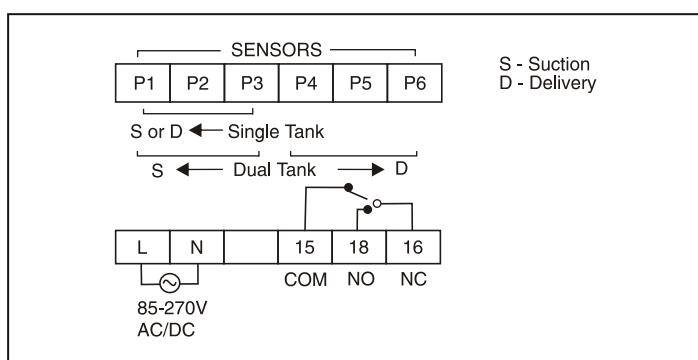 SENSORS
P1 P2 P3 P4 P5 P6
S - Suction
D - Delivery
S or D Single Tank
S Dual Tank D
L N 15 18 16
COM NO NC
85-270V
AC/DC